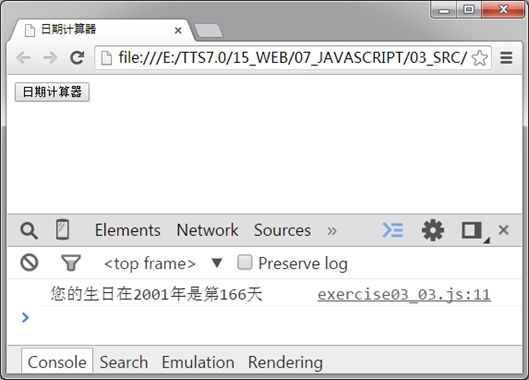 日期计算器
file:///E:/TTS7.0/15_WEB/07_JAVASCRIPT/03_SRC/
日期计算器
Elements Network Sources »
<top frame> ▼ Preserve log
您的生日在2001年是第166天 exercise03_03.js:11
>
Console Search Emulation Rendering